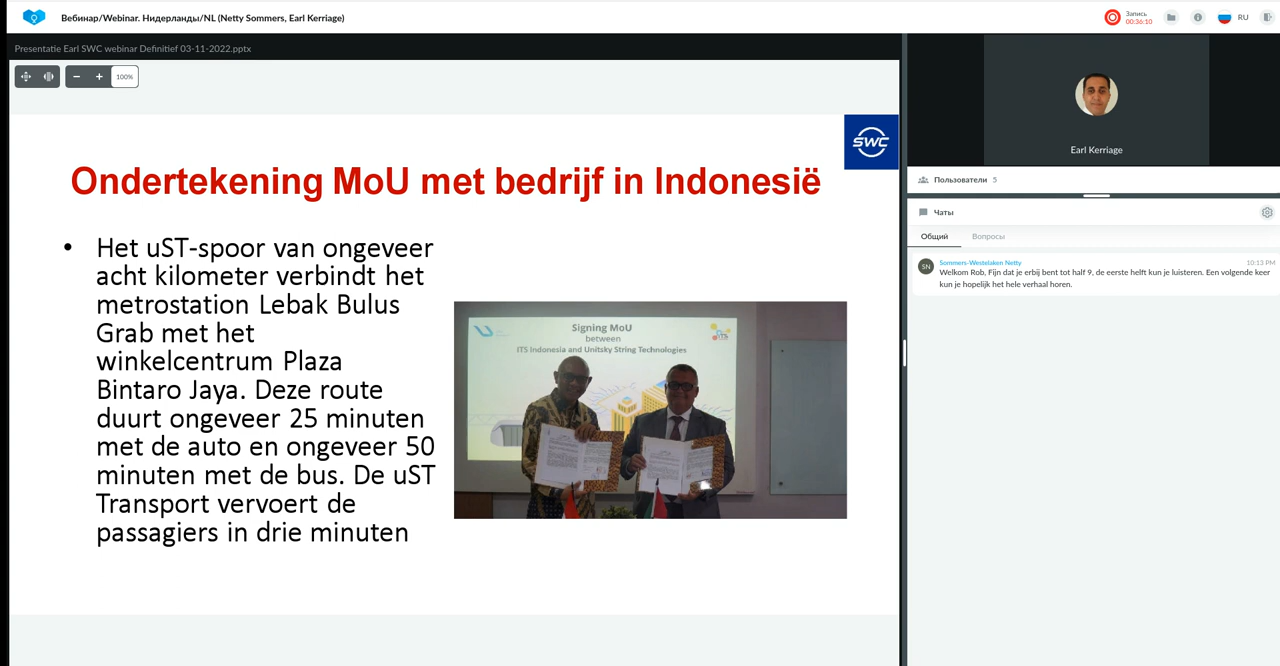 Вебинар/Webinar. Нидерланды/NL (Netty Sommers, Earl Kerriage)
Запись
00:36:10
RU
Presentatie Earl SWC webinar Definitief 03-11-2022.pptx
100%
SWC
Ondertekening MoU met bedrijf in Indonesië
• Het uST-spoor van ongeveer
acht kilometer verbindt het
metrostation Lebak Bulus
Grab met het
winkelcentrum Plaza
Bintaro Jaya. Deze route
duurt ongeveer 25 minuten
met de auto en ongeveer 50
minuten met de bus. De uST
Transport vervoert de
passagiers in drie minuten
Signing MoU
between
ITS Indonesia and Unitsky String Technologies
ITS
Earl Kerriage
Пользователи 5
Чаты
Общий
Вопросы
SN
Sommers-Westelaken Netty
10:13 PM
Welkom Rob, Fijn dat je erbij bent tot half 9, de eerste helft kun je luisteren. Een volgende keer
kun je hopelijk het hele verhaal horen.